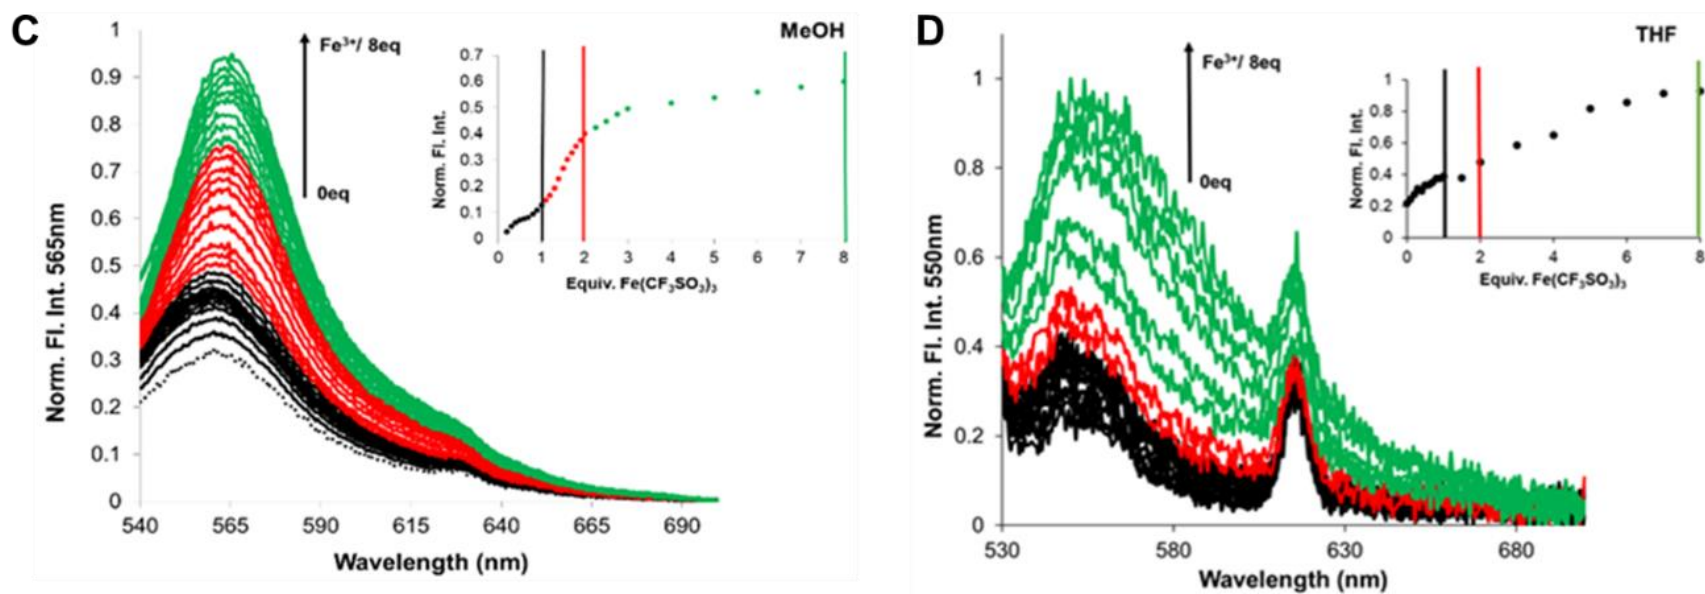 C
MeOH
Fe³⁺/ 8eq
0eq
Norm. Fl. Int. 565nm
1
0.9
0.8
0.7
0.6
0.5
0.4
0.3
0.2
0.1
0
540 565 590 615 640 665 690
Wavelength (nm)
Norm. Fl. Int.
0.7
0.6
0.5
0.4
0.3
0.2
0.1
0
0 1 2 3 4 5 6 7 8
Equiv. Fe(CF₃SO₃)₃
D
THF
Fe³⁺/ 8eq
0eq
Norm. Fl. Int. 550nm
1
0.8
0.6
0.4
0.2
0
530 580 630 680
Wavelength (nm)
Norm. Fl. Int.
1
0.8
0.6
0.4
0.2
0
0 2 4 6 8
Equiv. Fe(CF₃SO₃)₃